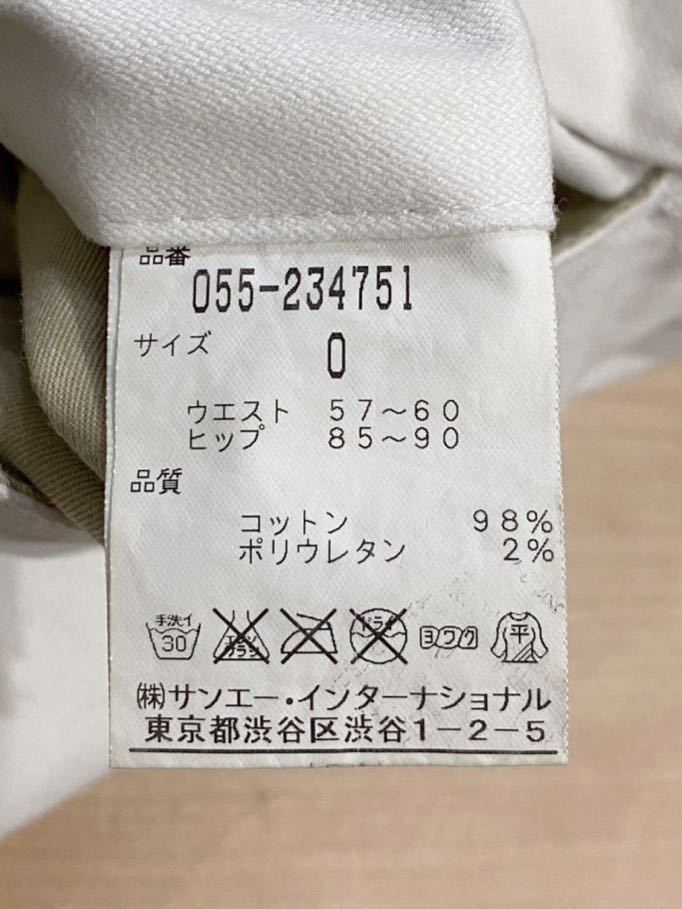 品番
055-234751
サイズ 0
ウエスト 57～60
ヒップ 85～90
品質
コットン 98%
ポリウレタン 2%
手洗イ 30 エンソ サラシ ドライ ヨワク 平
㈱サンエー・インターナショナル
東京都渋谷区渋谷1-2-5